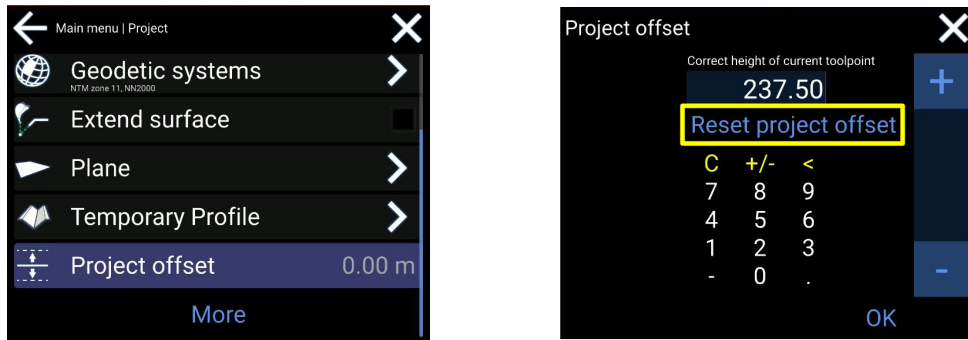 Main menu | Project
Geodetic systems
NTM zone 11, NN2000
Extend surface
Plane
Temporary Profile
Project offset 0.00 m
More
Project offset
Correct height of current toolpoint
237.50
Reset project offset
C +/- <
7 8 9
4 5 6
1 2 3
- 0 .
OK
+
-